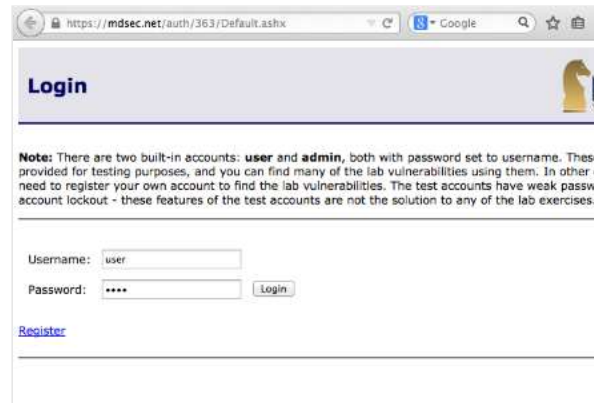 https://mdsec.net/auth/363/Default.ashx
Google
Login
Note: There are two built-in accounts: user and admin, both with password set to username. These
provided for testing purposes, and you can find many of the lab vulnerabilities using them. In other
need to register your own account to find the lab vulnerabilities. The test accounts have weak passw
account lockout - these features of the test accounts are not the solution to any of the lab exercises.
Username: user
Password: ••••
Login
Register